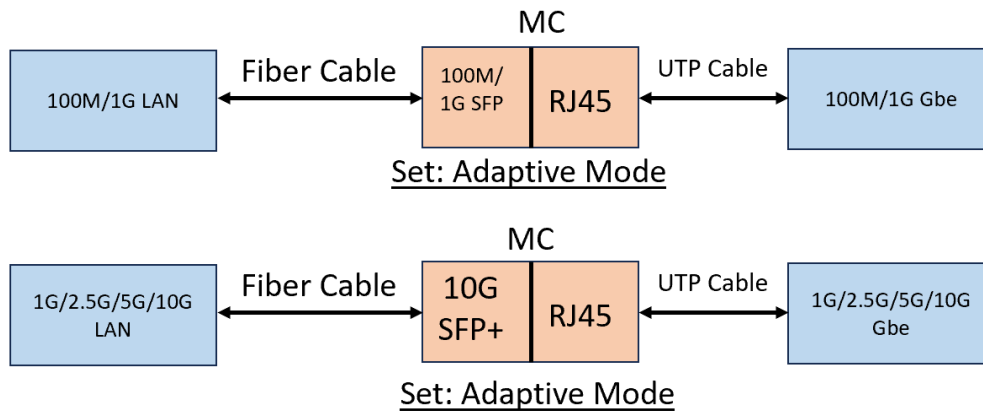 MC
Fiber Cable
UTP Cable
100M/1G LAN
100M/
1G SFP
RJ45
100M/1G Gbe
Set: Adaptive Mode
MC
Fiber Cable
UTP Cable
1G/2.5G/5G/10G
LAN
10G
SFP+
RJ45
1G/2.5G/5G/10G
Gbe
Set: Adaptive Mode